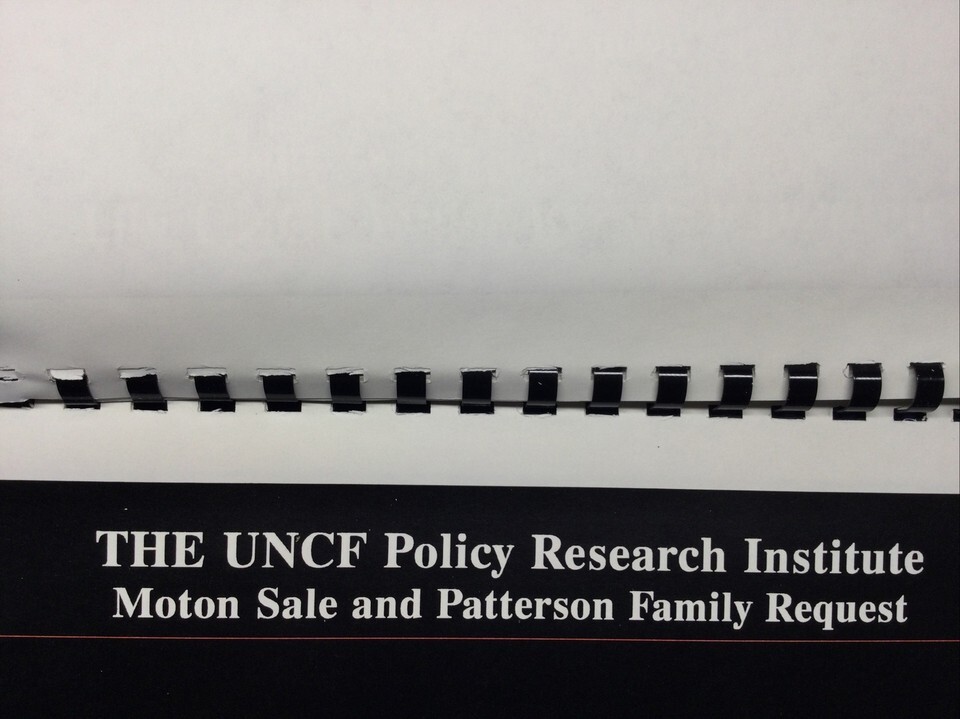 THE UNCF Policy Research Institute
Moton Sale and Patterson Family Request